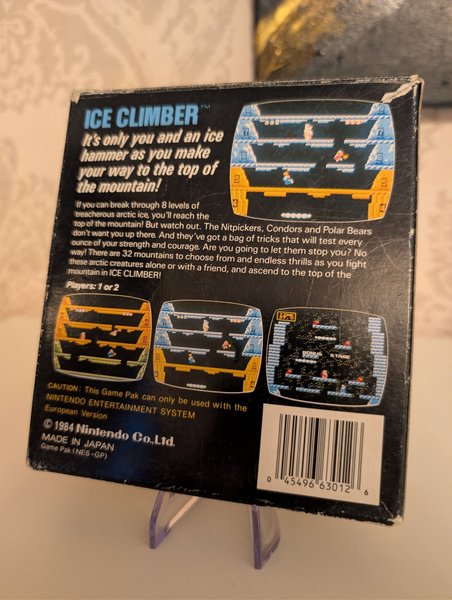 ICE CLIMBER™
It's only you and an ice
hammer as you make
your way to the top of
the mountain!
If you can break through 8 levels of
treacherous arctic ice, you'll reach the
top of the mountain! But watch out. The Nitpickers, Condors and Polar Bears
don't want you up there. And they've got a bag of tricks that will test every
ounce of your strength and courage. Are you going to let them stop you? No
way! There are 32 mountains to choose from and endless thrills as you fight
these arctic creatures alone or with a friend, and ascend to the top of the
mountain in ICE CLIMBER!
Players: 1 or 2
BONUS STAGE
CAUTION: This Game Pak can only be used with the
NINTENDO ENTERTAINMENT SYSTEM
European Version
© 1984 Nintendo Co., Ltd.
MADE IN JAPAN
Game Pak (NES-GP)
0 45496 63012 6